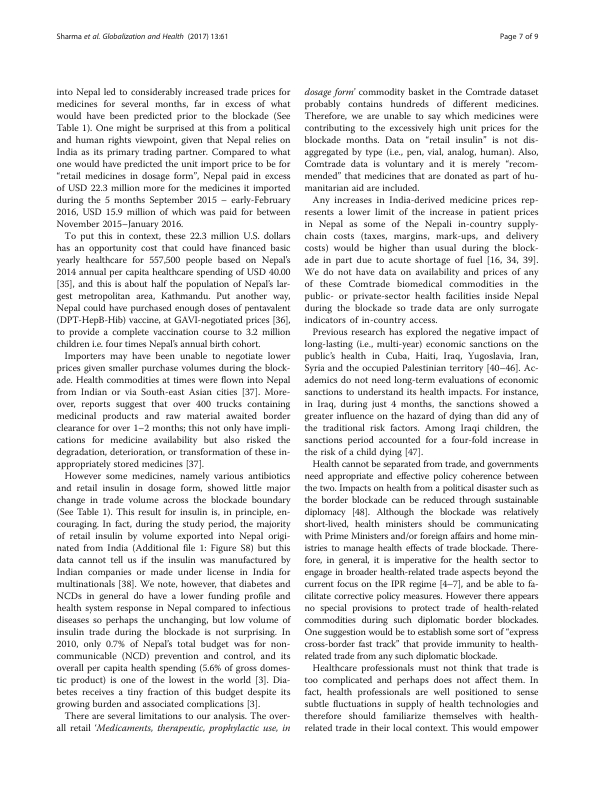 Sharma et al. Globalization and Health (2017) 13:61
Page 7 of 9
into Nepal led to considerably increased trade prices for
medicines for several months, far in excess of what
would have been predicted prior to the blockade (See
Table 1). One might be surprised at this from a political
and human rights viewpoint, given that Nepal relies on
India as its primary trading partner. Compared to what
one would have predicted the unit import price to be for
“retail medicines in dosage form”, Nepal paid in excess
of USD 22.3 million more for the medicines it imported
during the 5 months September 2015 – early-February
2016, USD 15.9 million of which was paid for between
November 2015–January 2016.
To put this in context, these 22.3 million U.S. dollars
has an opportunity cost that could have financed basic
yearly healthcare for 557,500 people based on Nepal’s
2014 annual per capita healthcare spending of USD 40.00
[35], and this is about half the population of Nepal’s lar-
gest metropolitan area, Kathmandu. Put another way,
Nepal could have purchased enough doses of pentavalent
(DPT-HepB-Hib) vaccine, at GAVI-negotiated prices [36],
to provide a complete vaccination course to 3.2 million
children i.e. four times Nepal’s annual birth cohort.
Importers may have been unable to negotiate lower
prices given smaller purchase volumes during the block-
ade. Health commodities at times were flown into Nepal
from Indian or via South-east Asian cities [37]. More-
over, reports suggest that over 400 trucks containing
medicinal products and raw material awaited border
clearance for over 1–2 months; this not only have impli-
cations for medicine availability but also risked the
degradation, deterioration, or transformation of these in-
appropriately stored medicines [37].
However some medicines, namely various antibiotics
and retail insulin in dosage form, showed little major
change in trade volume across the blockade boundary
(See Table 1). This result for insulin is, in principle, en-
couraging. In fact, during the study period, the majority
of retail insulin by volume exported into Nepal origi-
nated from India (Additional file 1: Figure S8) but this
data cannot tell us if the insulin was manufactured by
Indian companies or made under license in India for
multinationals [38]. We note, however, that diabetes and
NCDs in general do have a lower funding profile and
health system response in Nepal compared to infectious
diseases so perhaps the unchanging, but low volume of
insulin trade during the blockade is not surprising. In
2010, only 0.7% of Nepal’s total budget was for non-
communicable (NCD) prevention and control, and its
overall per capita health spending (5.6% of gross domes-
tic product) is one of the lowest in the world [3]. Dia-
betes receives a tiny fraction of this budget despite its
growing burden and associated complications [3].
There are several limitations to our analysis. The over-
all retail ‘Medicaments, therapeutic, prophylactic use, in
dosage form’ commodity basket in the Comtrade dataset
probably contains hundreds of different medicines.
Therefore, we are unable to say which medicines were
contributing to the excessively high unit prices for the
blockade months. Data on “retail insulin” is not dis-
aggregated by type (i.e., pen, vial, analog, human). Also,
Comtrade data is voluntary and it is merely “recom-
mended” that medicines that are donated as part of hu-
manitarian aid are included.
Any increases in India-derived medicine prices rep-
resents a lower limit of the increase in patient prices
in Nepal as some of the Nepali in-country supply-
chain costs (taxes, margins, mark-ups, and delivery
costs) would be higher than usual during the block-
ade in part due to acute shortage of fuel [16, 34, 39].
We do not have data on availability and prices of any
of these Comtrade biomedical commodities in the
public- or private-sector health facilities inside Nepal
during the blockade so trade data are only surrogate
indicators of in-country access.
Previous research has explored the negative impact of
long-lasting (i.e., multi-year) economic sanctions on the
public’s health in Cuba, Haiti, Iraq, Yugoslavia, Iran,
Syria and the occupied Palestinian territory [40–46]. Ac-
ademics do not need long-term evaluations of economic
sanctions to understand its health impacts. For instance,
in Iraq, during just 4 months, the sanctions showed a
greater influence on the hazard of dying than did any of
the traditional risk factors. Among Iraqi children, the
sanctions period accounted for a four-fold increase in
the risk of a child dying [47].
Health cannot be separated from trade, and governments
need appropriate and effective policy coherence between
the two. Impacts on health from a political disaster such as
the border blockade can be reduced through sustainable
diplomacy [48]. Although the blockade was relatively
short-lived, health ministers should be communicating
with Prime Ministers and/or foreign affairs and home min-
istries to manage health effects of trade blockade. There-
fore, in general, it is imperative for the health sector to
engage in broader health-related trade aspects beyond the
current focus on the IPR regime [4–7], and be able to fa-
cilitate corrective policy measures. However there appears
no special provisions to protect trade of health-related
commodities during such diplomatic border blockades.
One suggestion would be to establish some sort of “express
cross-border fast track” that provide immunity to health-
related trade from any such diplomatic blockade.
Healthcare professionals must not think that trade is
too complicated and perhaps does not affect them. In
fact, health professionals are well positioned to sense
subtle fluctuations in supply of health technologies and
therefore should familiarize themselves with health-
related trade in their local context. This would empower